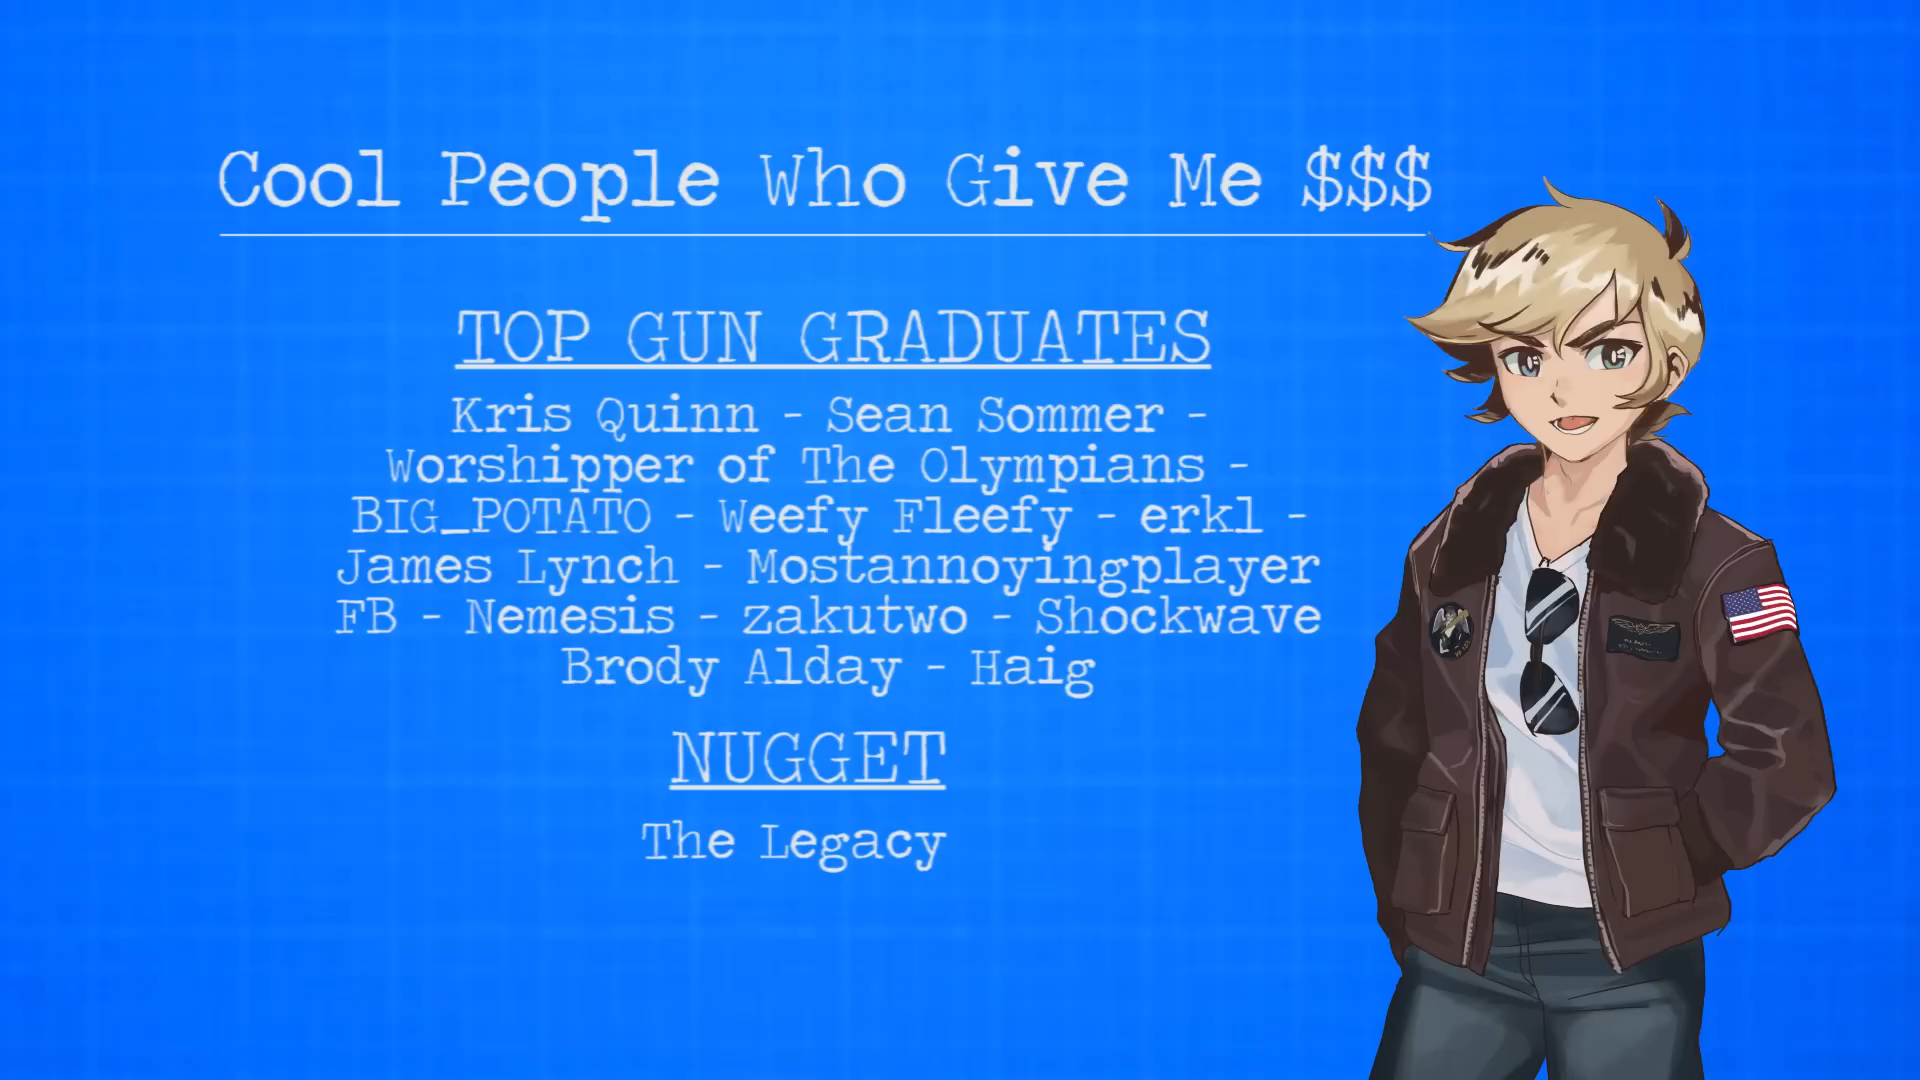 Cool People Who Give Me $$$
TOP GUN GRADUATES
Kris Quinn - Sean Sommer -
Worshipper of The Olympians -
BIG_POTATO - Weefy Fleefy - erkl -
James Lynch - Mostannoyingplayer
FB - Nemesis - zakutwo - Shockwave
Brody Alday - Haig
NUGGET
The Legacy